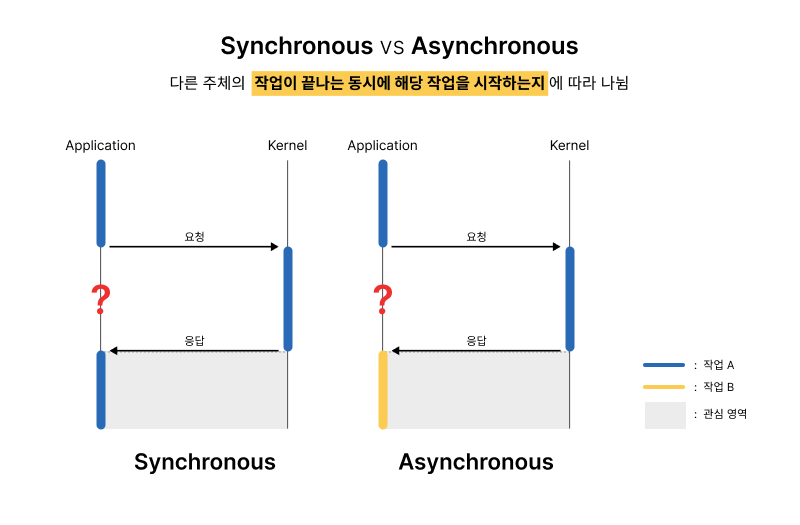 Synchronous VS Asynchronous
다른 주체의 작업이 끝나는 동시에 해당 작업을 시작하는지에 따라 나뉨
Application Kernel Application Kernel
요청 요청
? ?
응답 응답
: 작업 A
: 작업 B
: 관심 영역
Synchronous Asynchronous